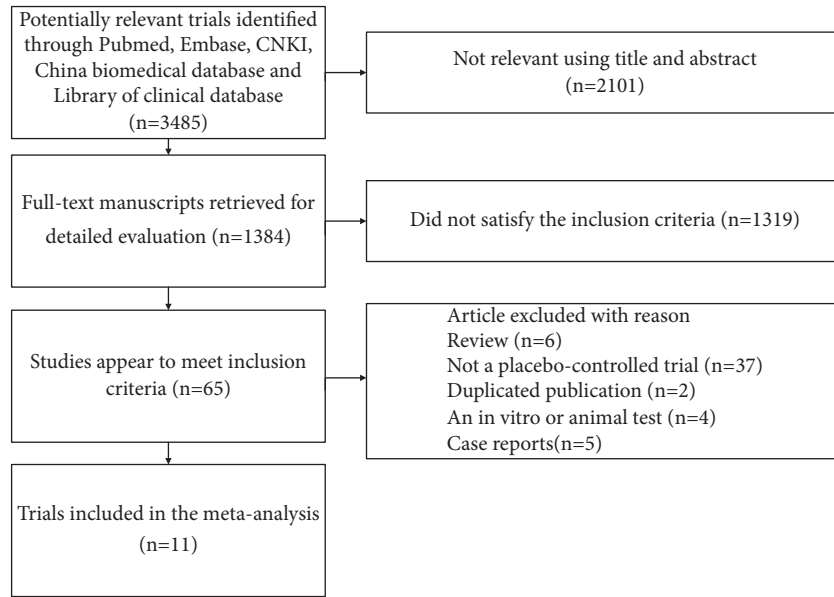 Potentially relevant trials identified
through Pubmed, Embase, CNKI,
China biomedical database and
Library of clinical database
(n=3485)
Not relevant using title and abstract
(n=2101)
Full-text manuscripts retrieved for
detailed evaluation (n=1384)
Did not satisfy the inclusion criteria (n=1319)
Studies appear to meet inclusion
criteria (n=65)
Article excluded with reason
Review (n=6)
Not a placebo-controlled trial (n=37)
Duplicated publication (n=2)
An in vitro or animal test (n=4)
Case reports(n=5)
Trials included in the meta-analysis
(n=11)